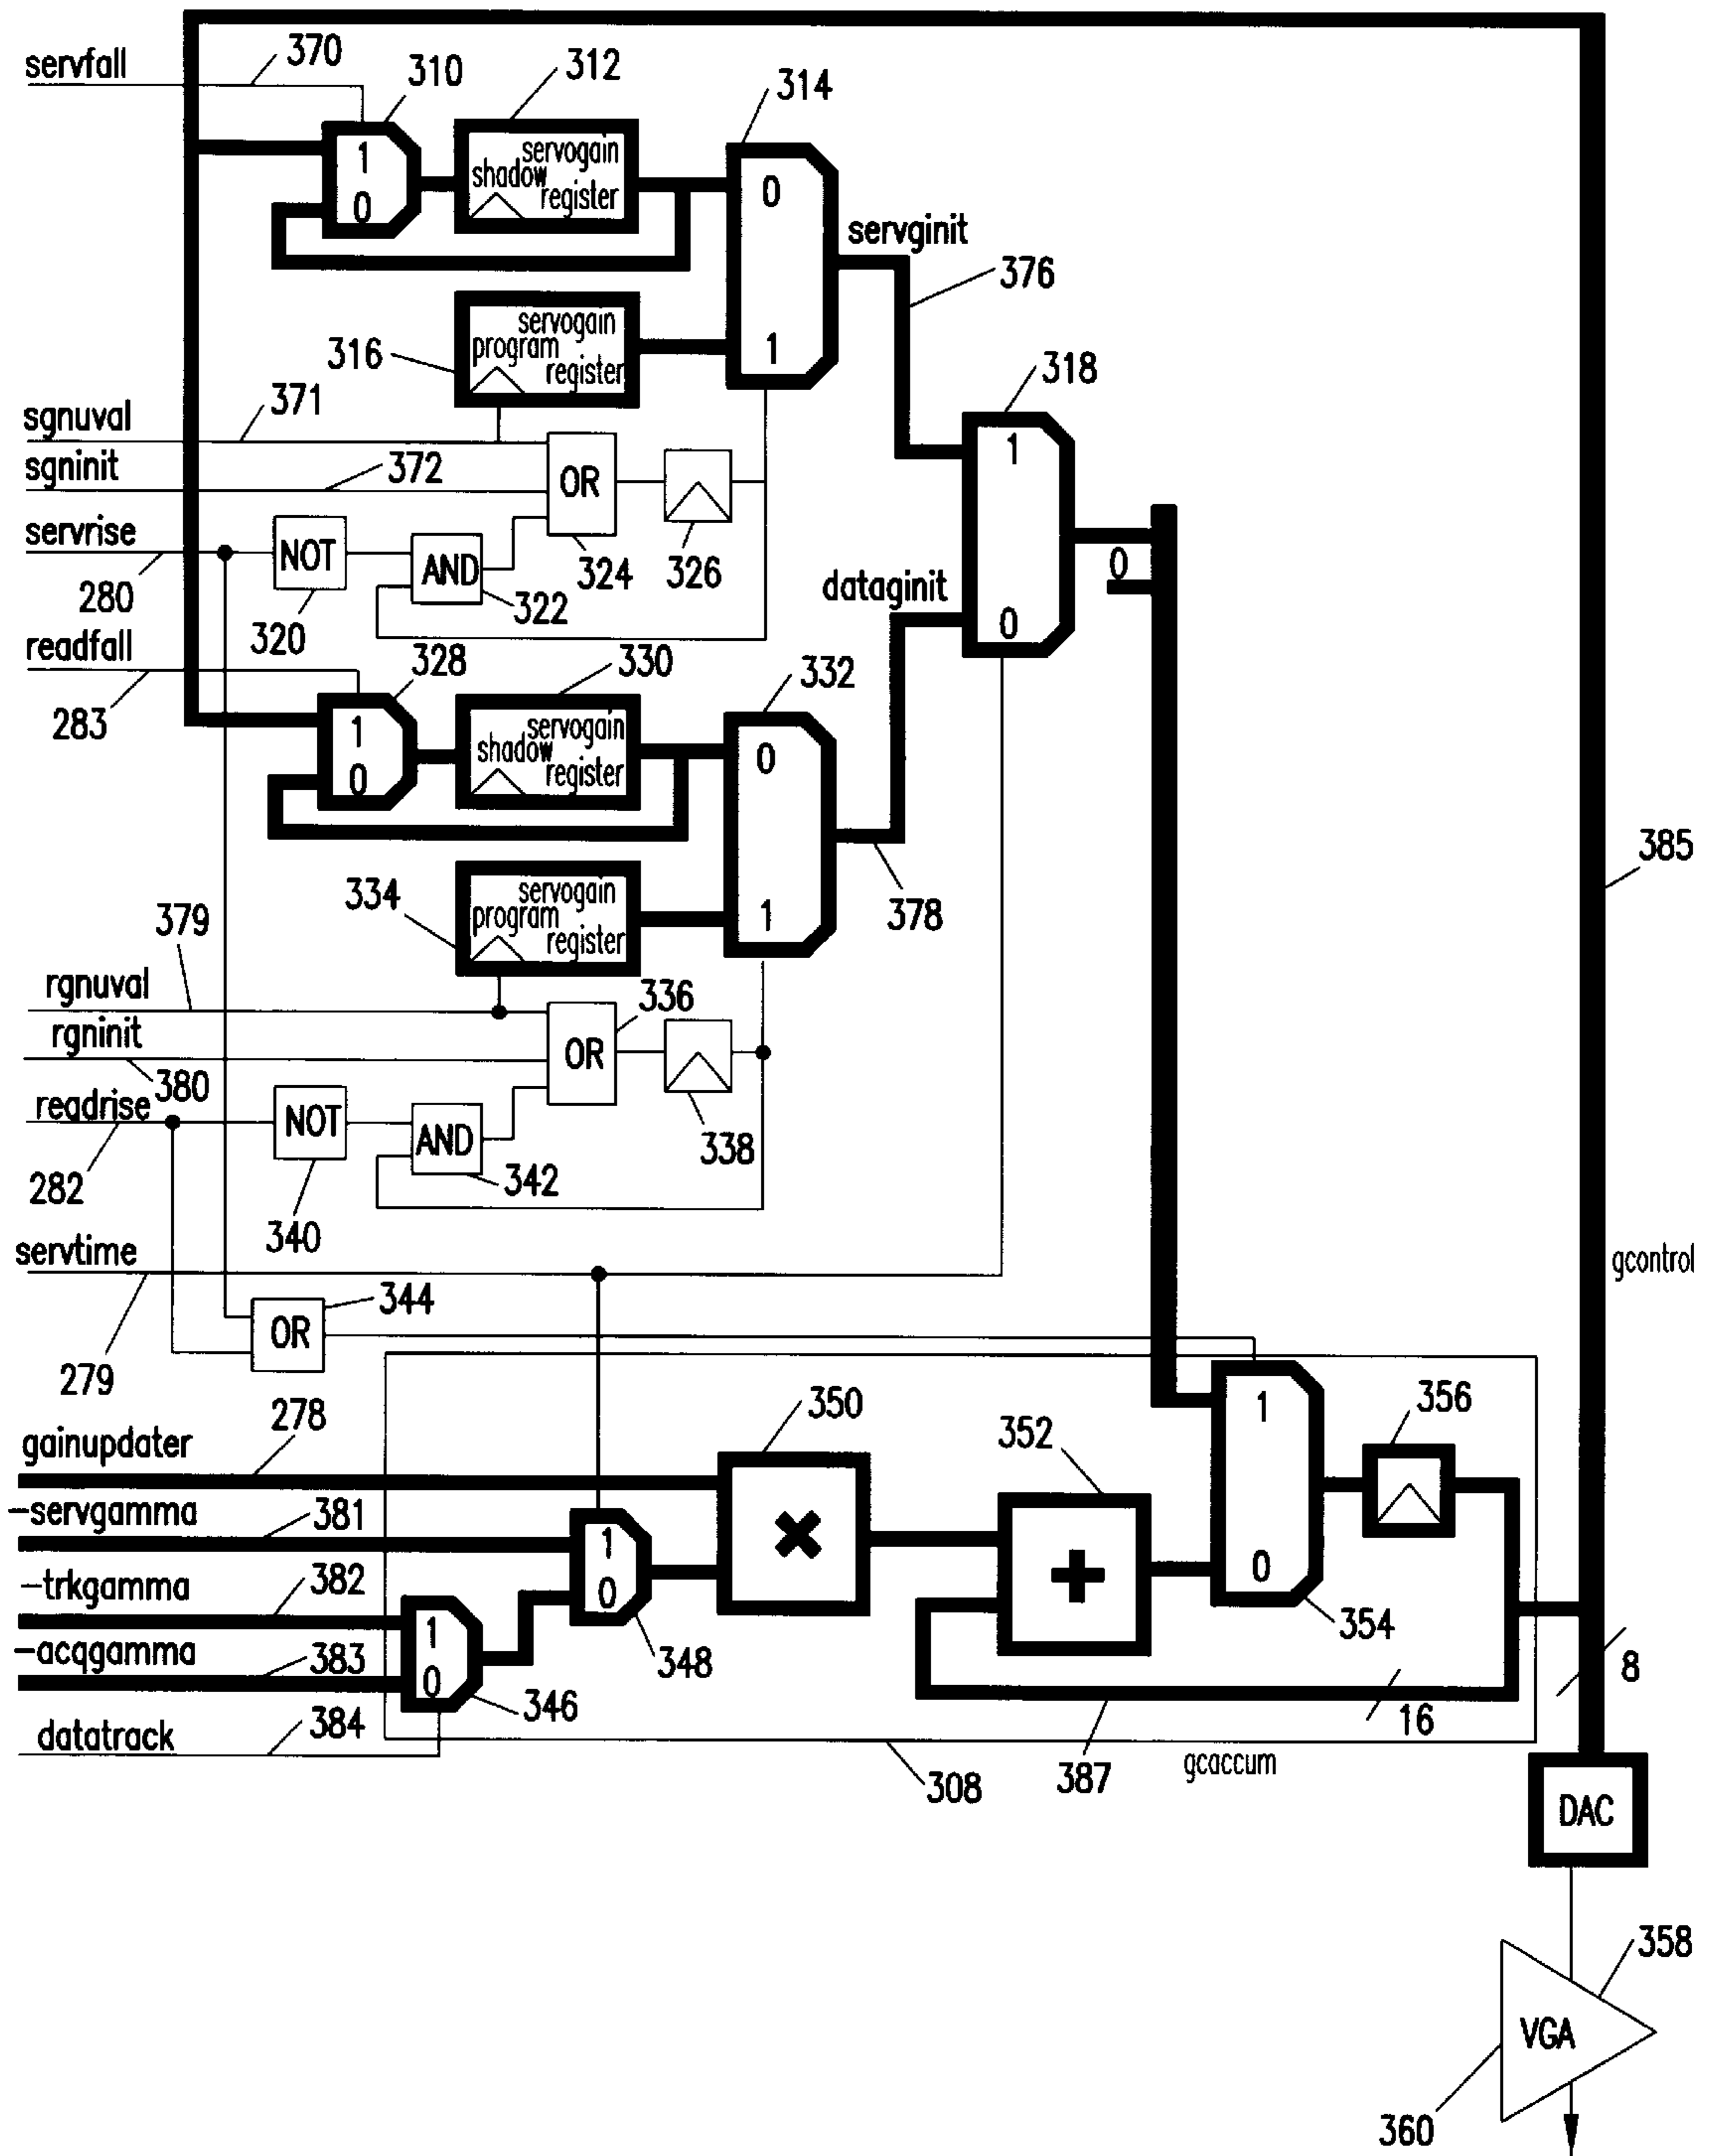 servfall
370
310
312
314
1
0
servogain
shadow
register
0
1
servginit
376
servogain
program
register
316
318
sgnuval
371
sgninit
372
servrise
280
NOT
320
AND
322
OR
324
326
1
0
0
dataginit
readfall
283
328
330
332
1
0
servogain
shadow
register
0
1
378
385
334
servogain
program
register
379
rgnuval
rgninit
380
readrise
282
NOT
340
AND
342
OR
336
338
servtime
279
OR
344
gcontrol
gainupdater
278
-servgamma
381
-trkgamma
382
-acqgamma
383
datatrack
384
1
0
346
1
0
348
350
×
352
+
1
0
354
356
387
16
8
308
gcaccum
DAC
358
VGA
360